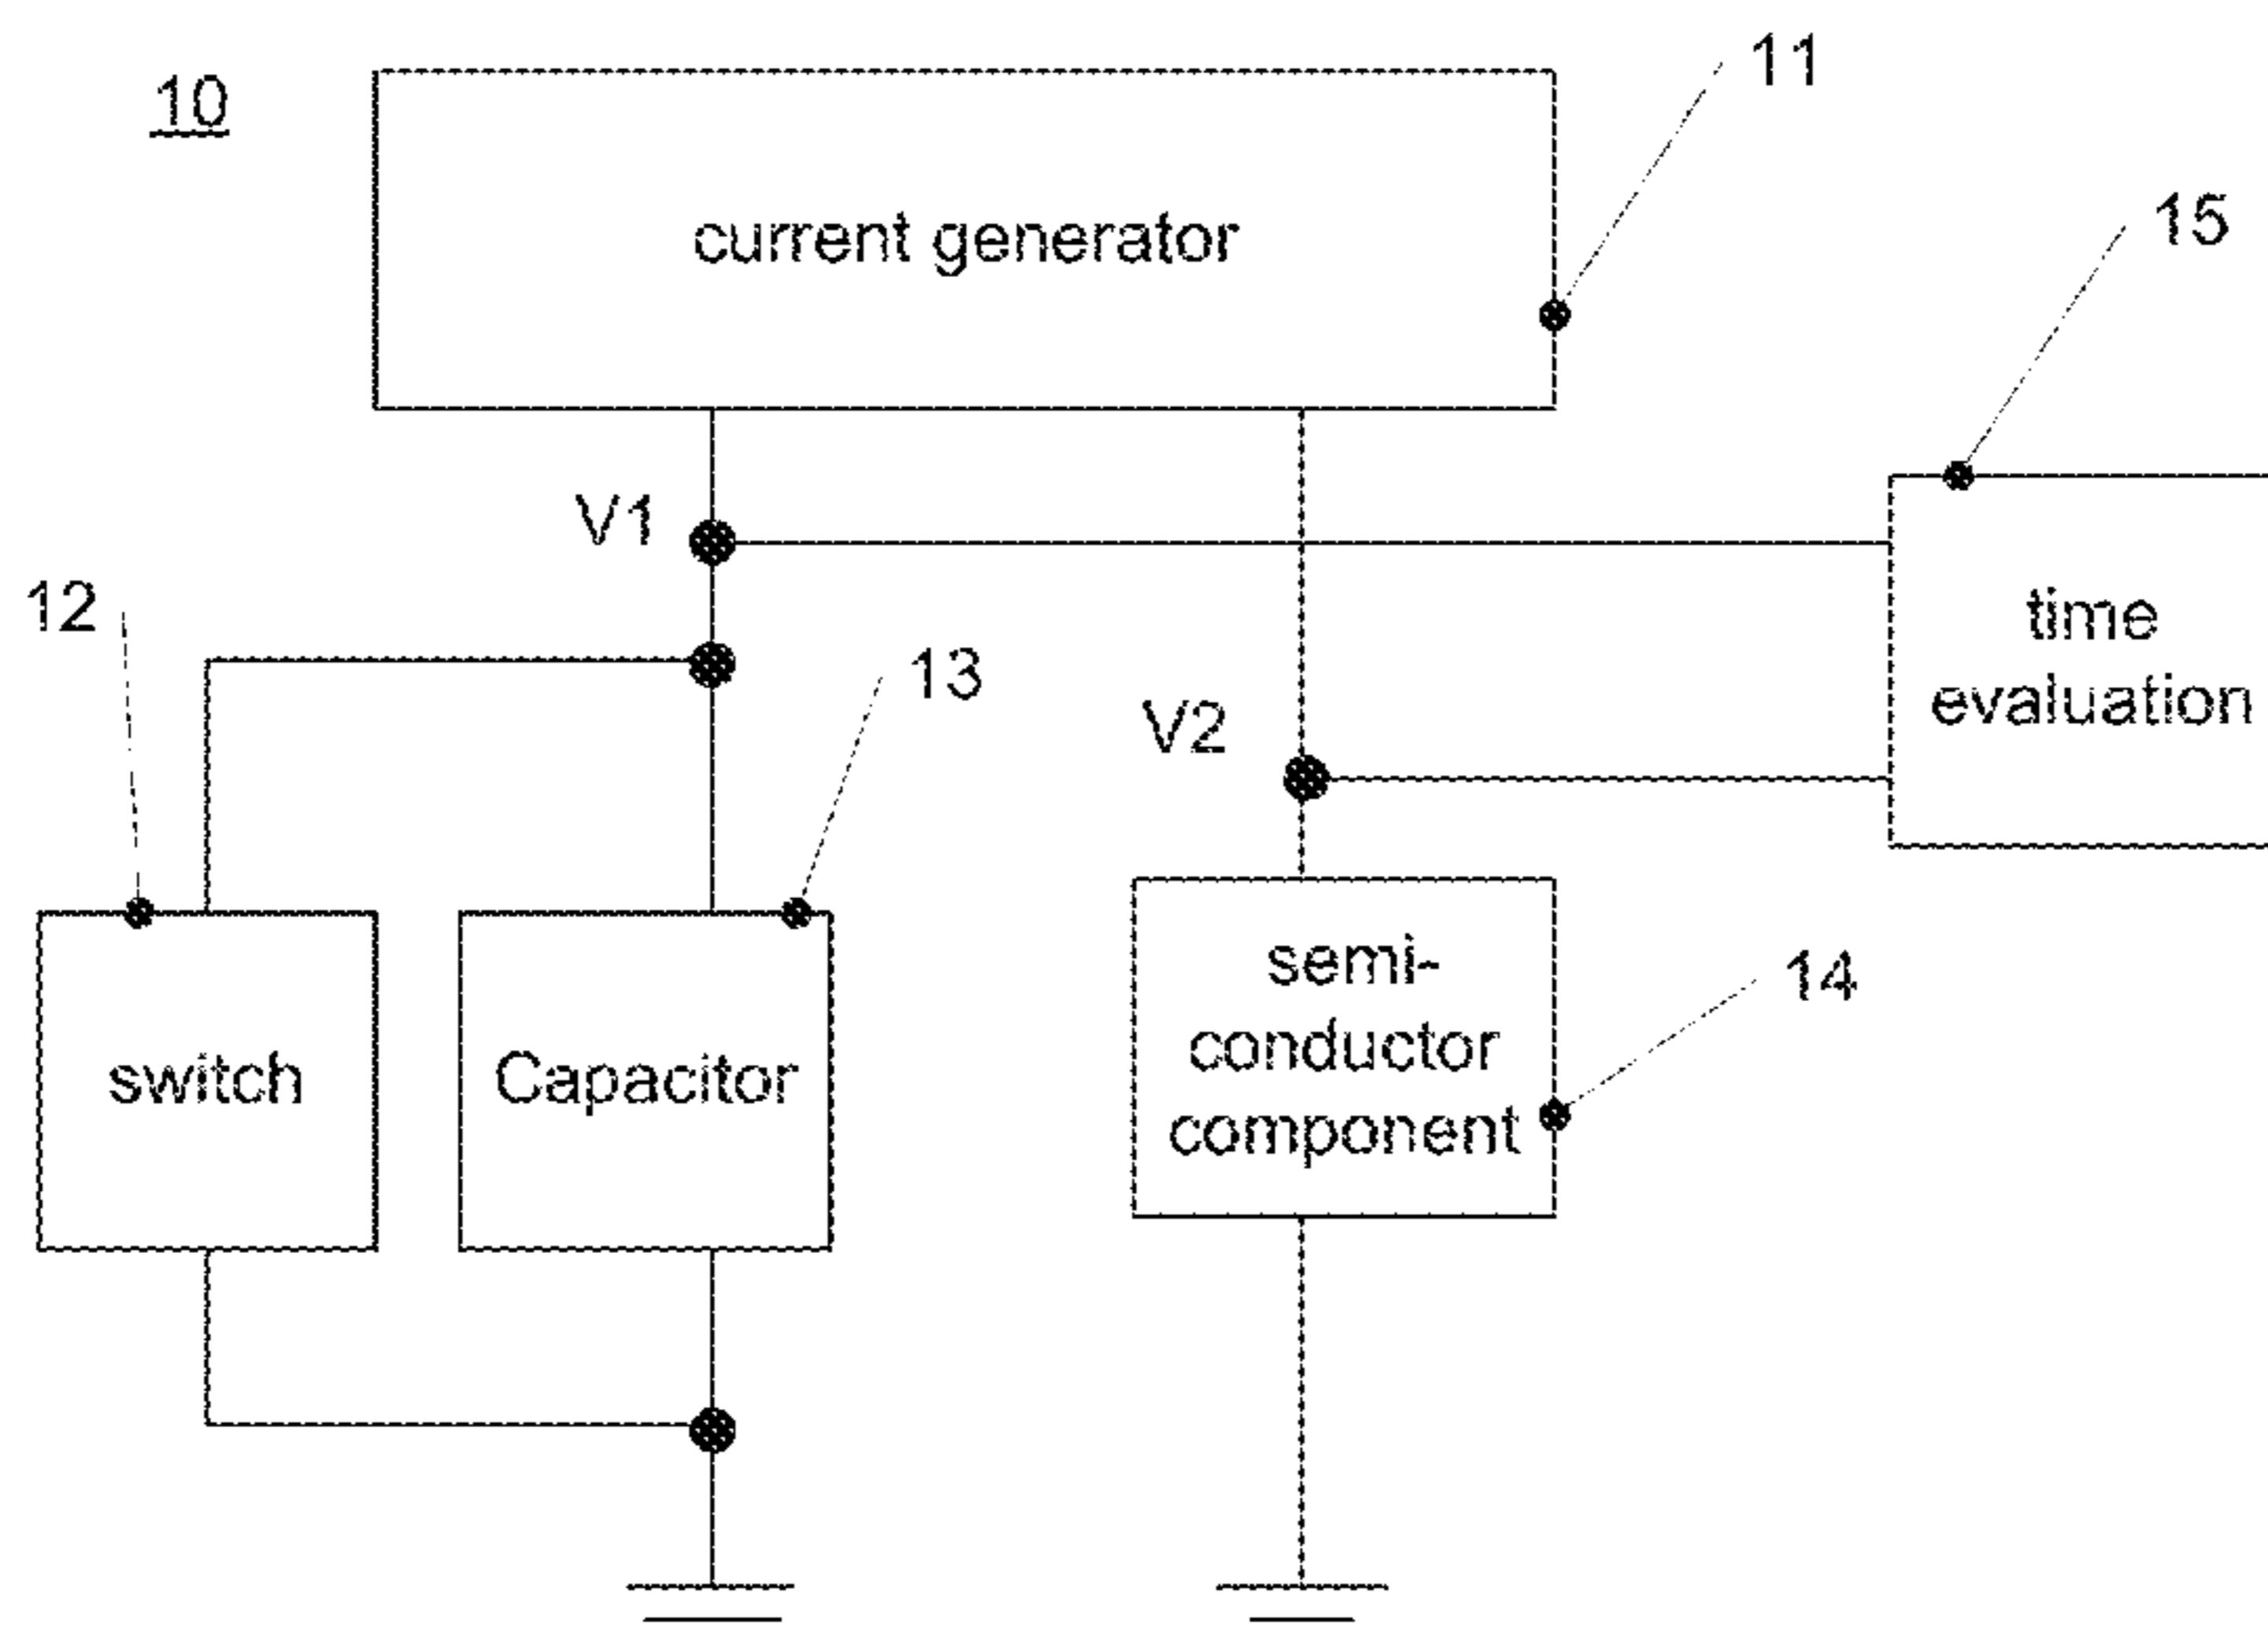 10
11
current generator
15
V1
12
time
evaluation
13
V2
semi-
conductor
component
14
switch
Capacitor